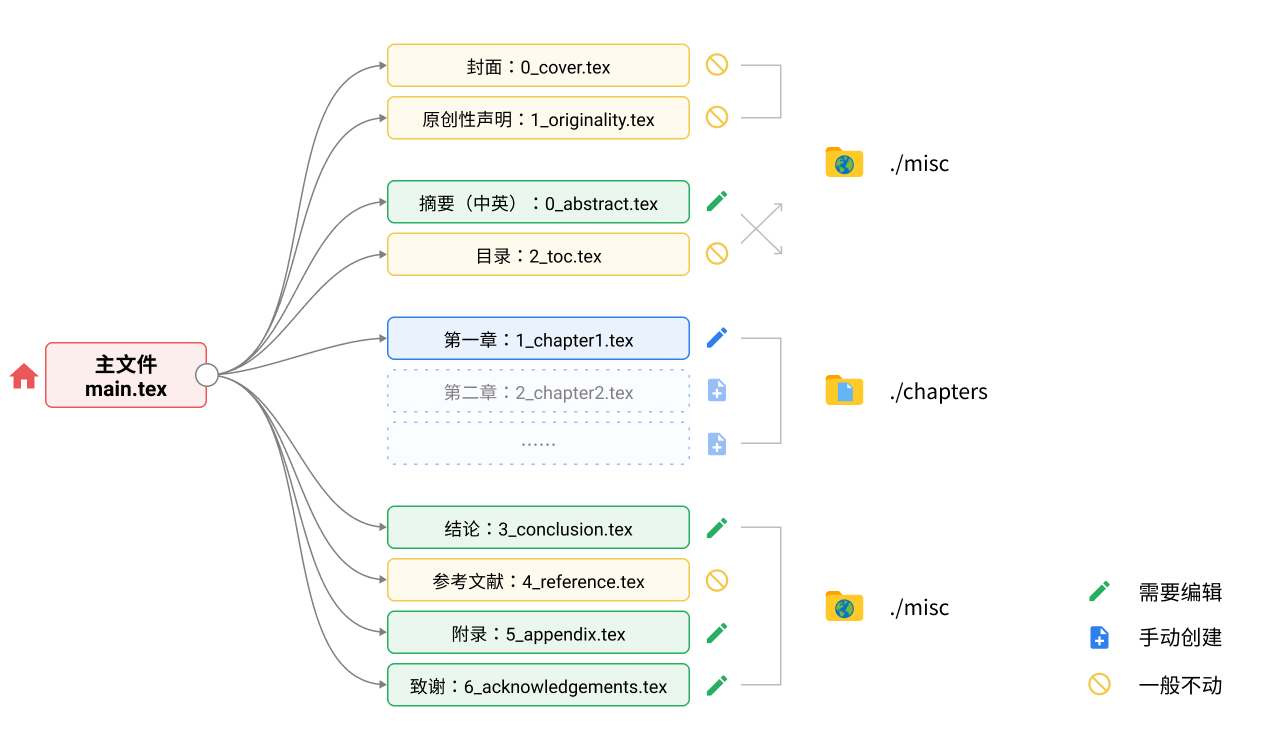 封面：0_cover.tex
原创性声明：1_originality.tex
./misc
摘要（中英）：0_abstract.tex
目录：2_toc.tex
主文件
main.tex
第一章：1_chapter1.tex
第二章：2_chapter2.tex
······
./chapters
结论：3_conclusion.tex
参考文献：4_reference.tex
附录：5_appendix.tex
致谢：6_acknowledgements.tex
./misc
需要编辑
手动创建
一般不动